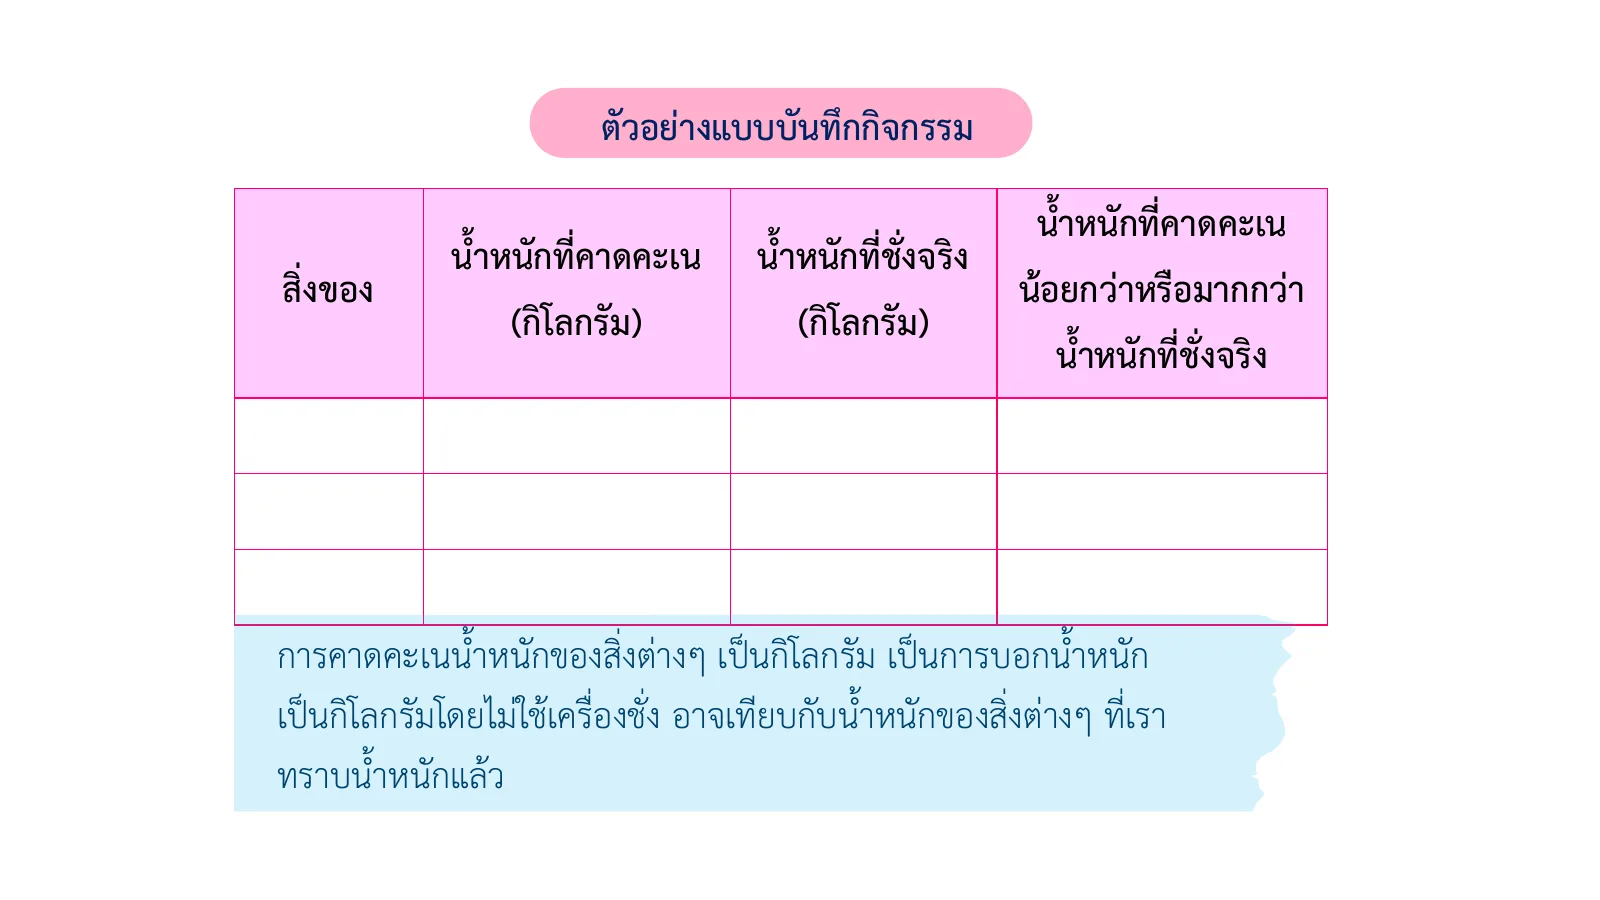 ตัวอย่างแบบบันทึกกิจกรรม
สิ่งของ
น้ำหนักที่คาดคะเน
(กิโลกรัม)
น้ำหนักที่ชั่งจริง
(กิโลกรัม)
น้ำหนักที่คาดคะเน
น้อยกว่าหรือมากกว่า
น้ำหนักที่ชั่งจริง
การคาดคะเนน้ำหนักของสิ่งต่างๆ เป็นกิโลกรัม เป็นการบอกน้ำหนัก
เป็นกิโลกรัมโดยไม่ใช้เครื่องชั่ง อาจเทียบกับน้ำหนักของสิ่งต่างๆ ที่เรา
ทราบน้ำหนักแล้ว